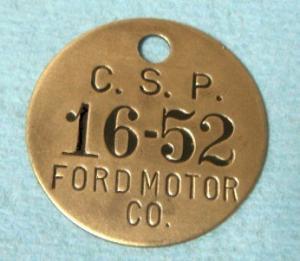 C. S. P.
16-52
FORD MOTOR
CO.